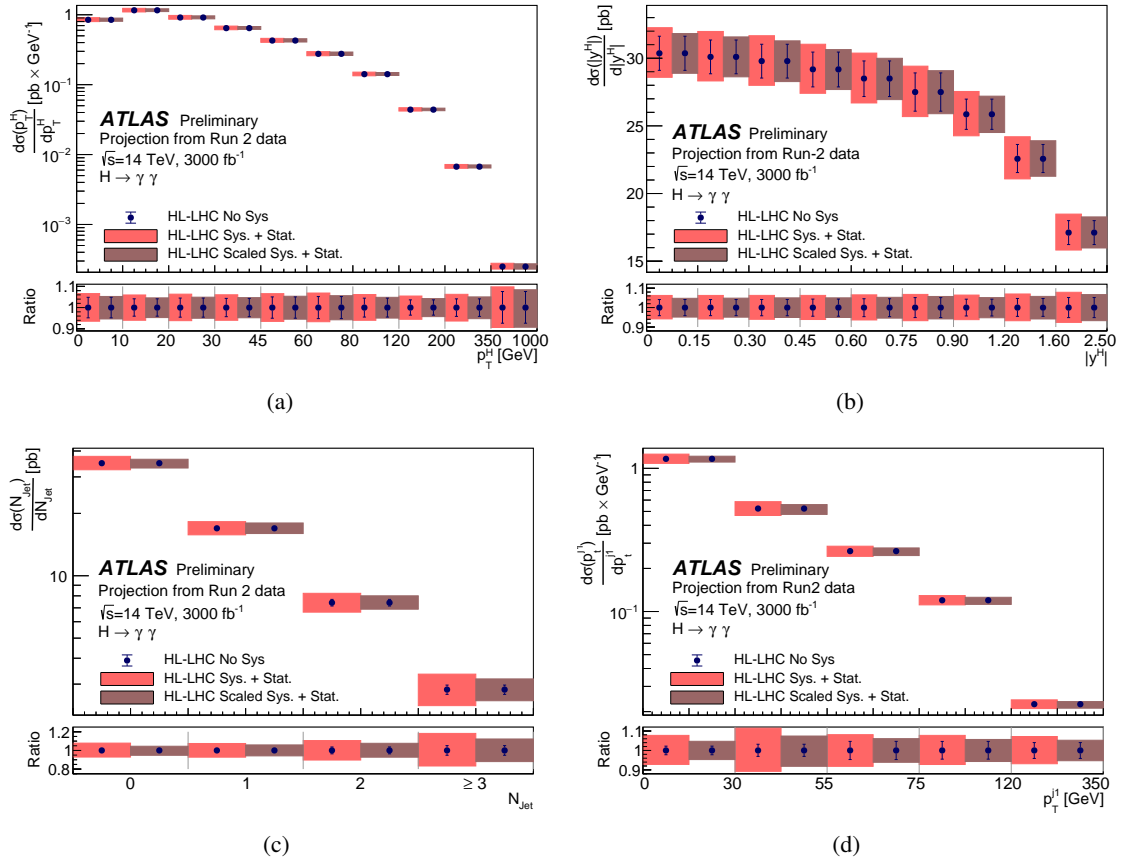 dσ(p_T^H)
dp_T^H
[pb × GeV⁻¹]
1
10⁻¹
10⁻²
10⁻³
ATLAS Preliminary
Projection from Run 2 data
√s=14 TeV, 3000 fb⁻¹
H → γ γ
HL-LHC No Sys
HL-LHC Sys. + Stat.
HL-LHC Scaled Sys. + Stat.
Ratio
1.1
1
0.9
0 10 20 30 45 60 80 120 200 350 1000
p_T^H [GeV]
(a)
dσ(|y^H|)
d|y^H|
[pb]
30
25
20
15
ATLAS Preliminary
Projection from Run-2 data
√s=14 TeV, 3000 fb⁻¹
H → γ γ
HL-LHC No Sys
HL-LHC Sys. + Stat.
HL-LHC Scaled Sys. + Stat.
Ratio
1.1
1
0.9
0 0.15 0.30 0.45 0.60 0.75 0.90 1.20 1.60 2.50
|y^H|
(b)
dσ(N_Jet)
dN_Jet
[pb]
10
ATLAS Preliminary
Projection from Run 2 data
√s=14 TeV, 3000 fb⁻¹
H → γ γ
HL-LHC No Sys
HL-LHC Sys. + Stat.
HL-LHC Scaled Sys. + Stat.
Ratio
1.2
1
0.8
0 1 2 ≥ 3
N_Jet
(c)
dσ(p_t^j1)
dp_t^j1
[pb × GeV⁻¹]
1
10⁻¹
ATLAS Preliminary
Projection from Run2 data
√s=14 TeV, 3000 fb⁻¹
H → γ γ
HL-LHC No Sys
HL-LHC Sys. + Stat.
HL-LHC Scaled Sys. + Stat.
Ratio
1.1
1
0.9
0 30 55 75 120 350
p_T^j1 [GeV]
(d)